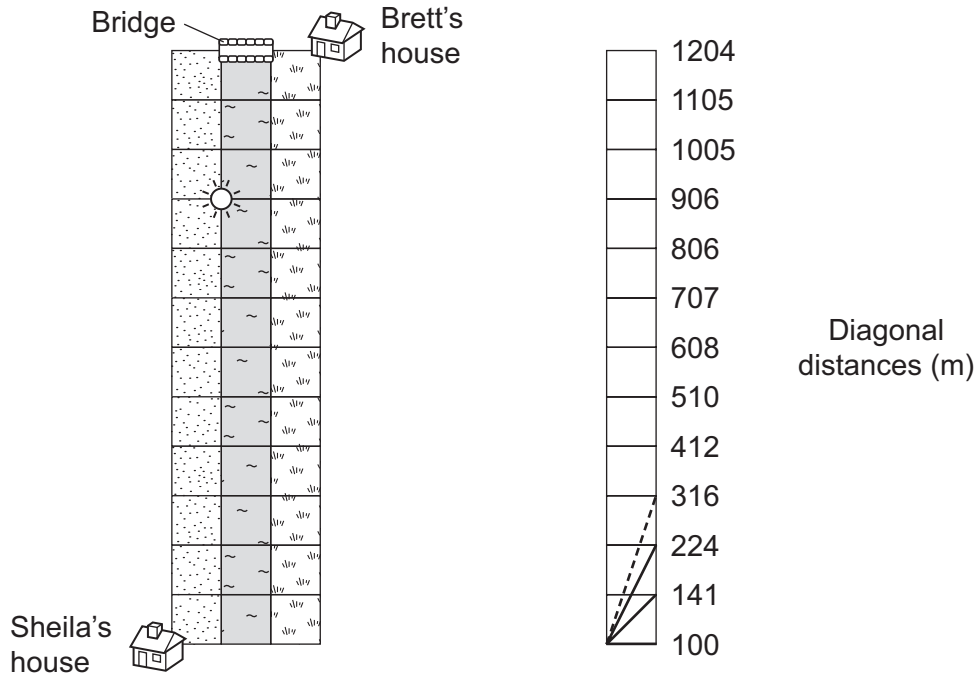 Bridge
Brett's
house
Sheila's
house
1204
1105
1005
906
806
707
608
510
412
316
224
141
100
Diagonal
distances (m)